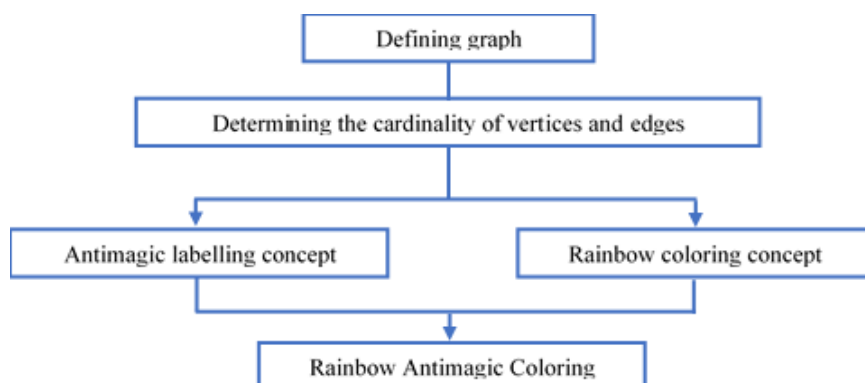 Defining graph
Determining the cardinality of vertices and edges
Antimagic labelling concept
Rainbow coloring concept
Rainbow Antimagic Coloring